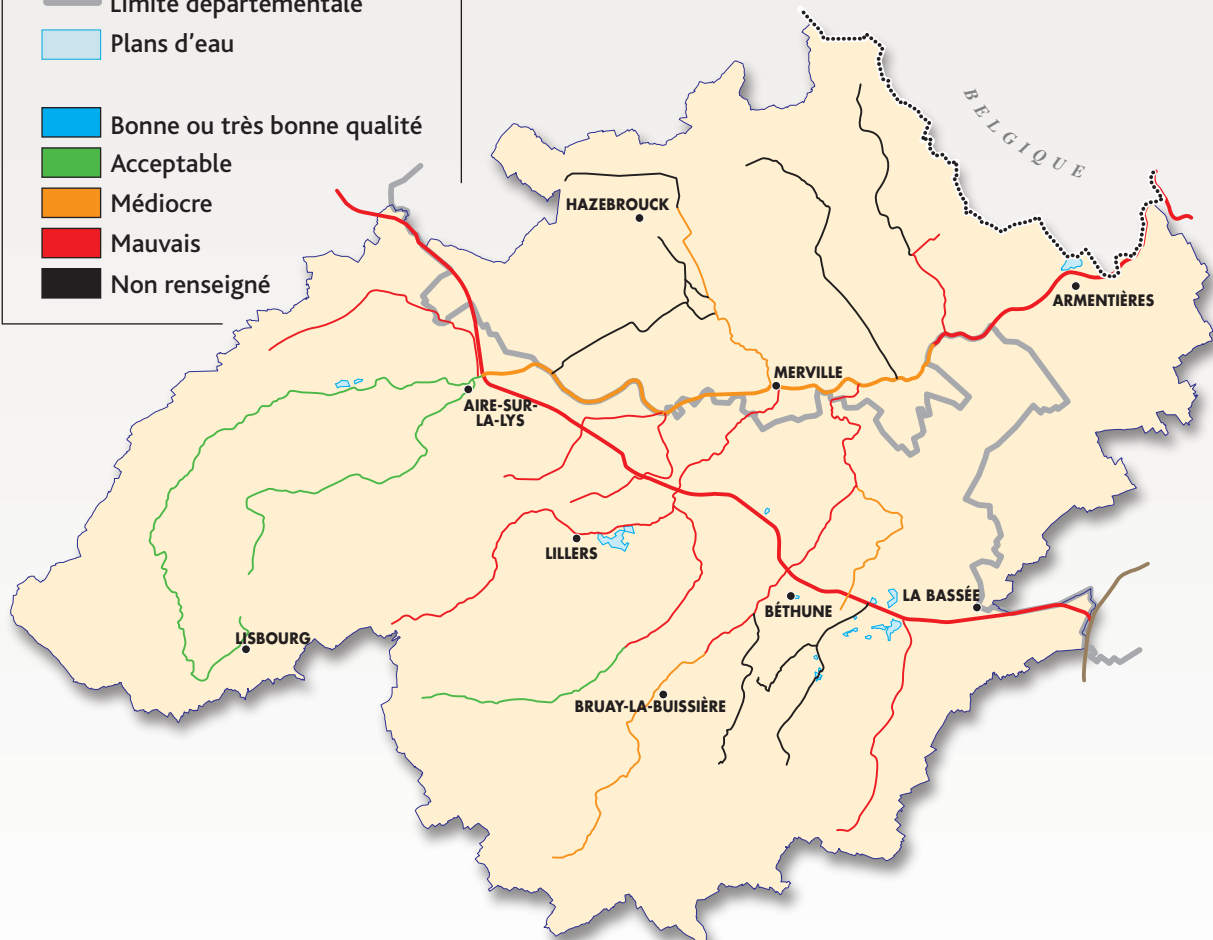 Limite départementale
Plans d'eau
Bonne ou très bonne qualité
Acceptable
Médiocre
Mauvais
Non renseigné
BELGIQUE
HAZEBROUCK
ARMENTIÈRES
MERVILLE
AIRE-SUR-
LA-LYS
LILLERS
LA BASSÉE
BÉTHUNE
LISBOURG
BRUAY-LA-BUISSIÈRE